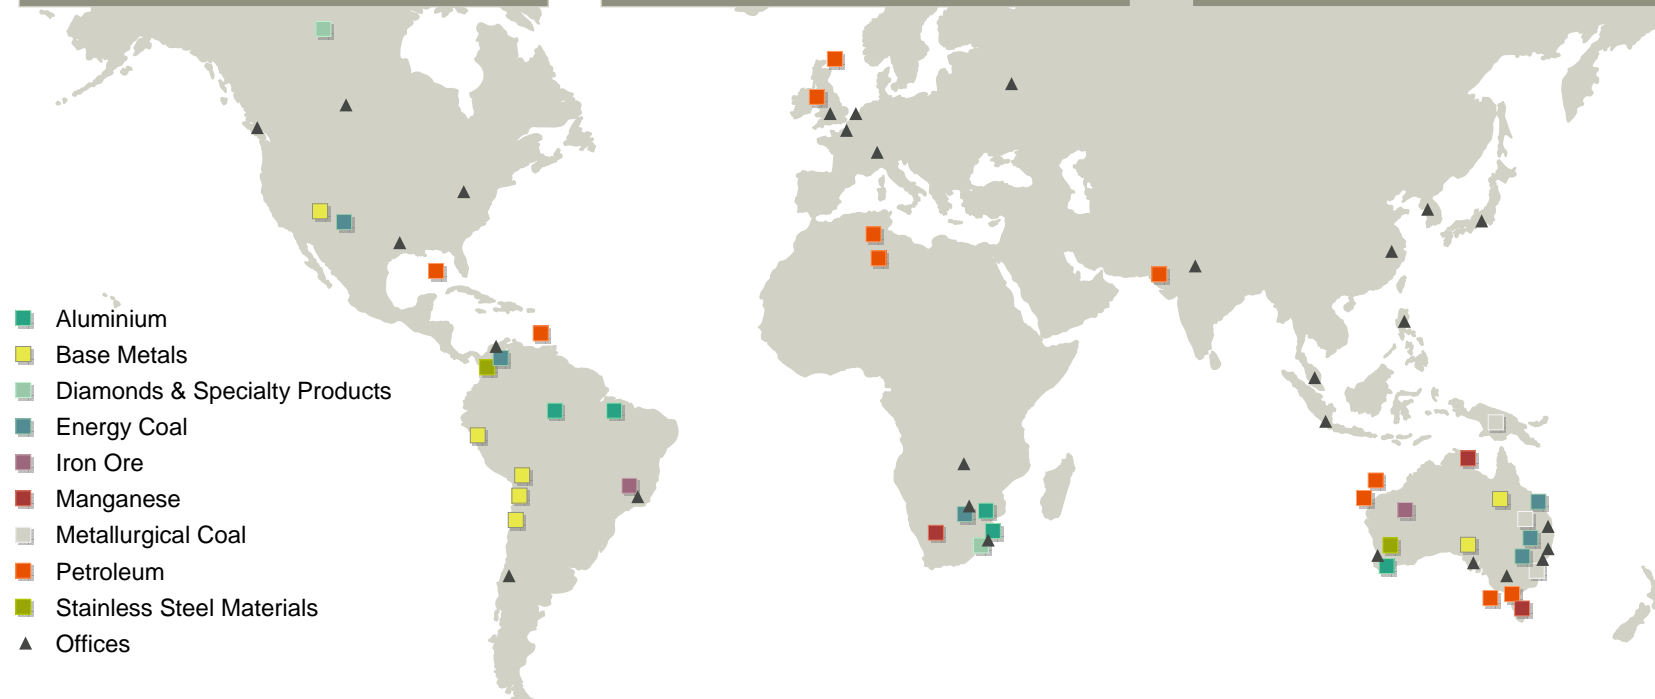 Aluminium
Base Metals
Diamonds & Specialty Products
Energy Coal
Iron Ore
Manganese
Metallurgical Coal
Petroleum
Stainless Steel Materials
Offices